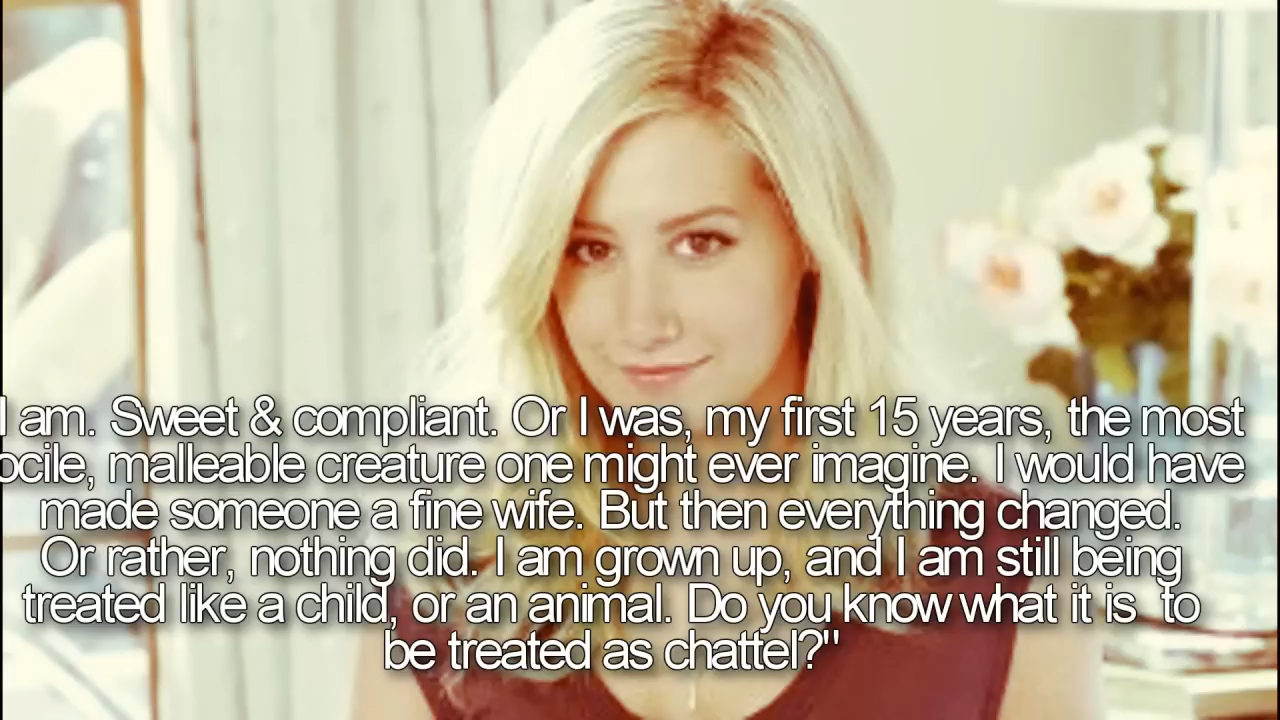 I am. Sweet & compliant. Or I was, my first 15 years, the most
ocile, malleable creature one might ever imagine. I would have
made someone a fine wife. But then everything changed.
Or rather, nothing did. I am grown up, and I am still being
treated like a child, or an animal. Do you know what it is to
be treated as chattel?"